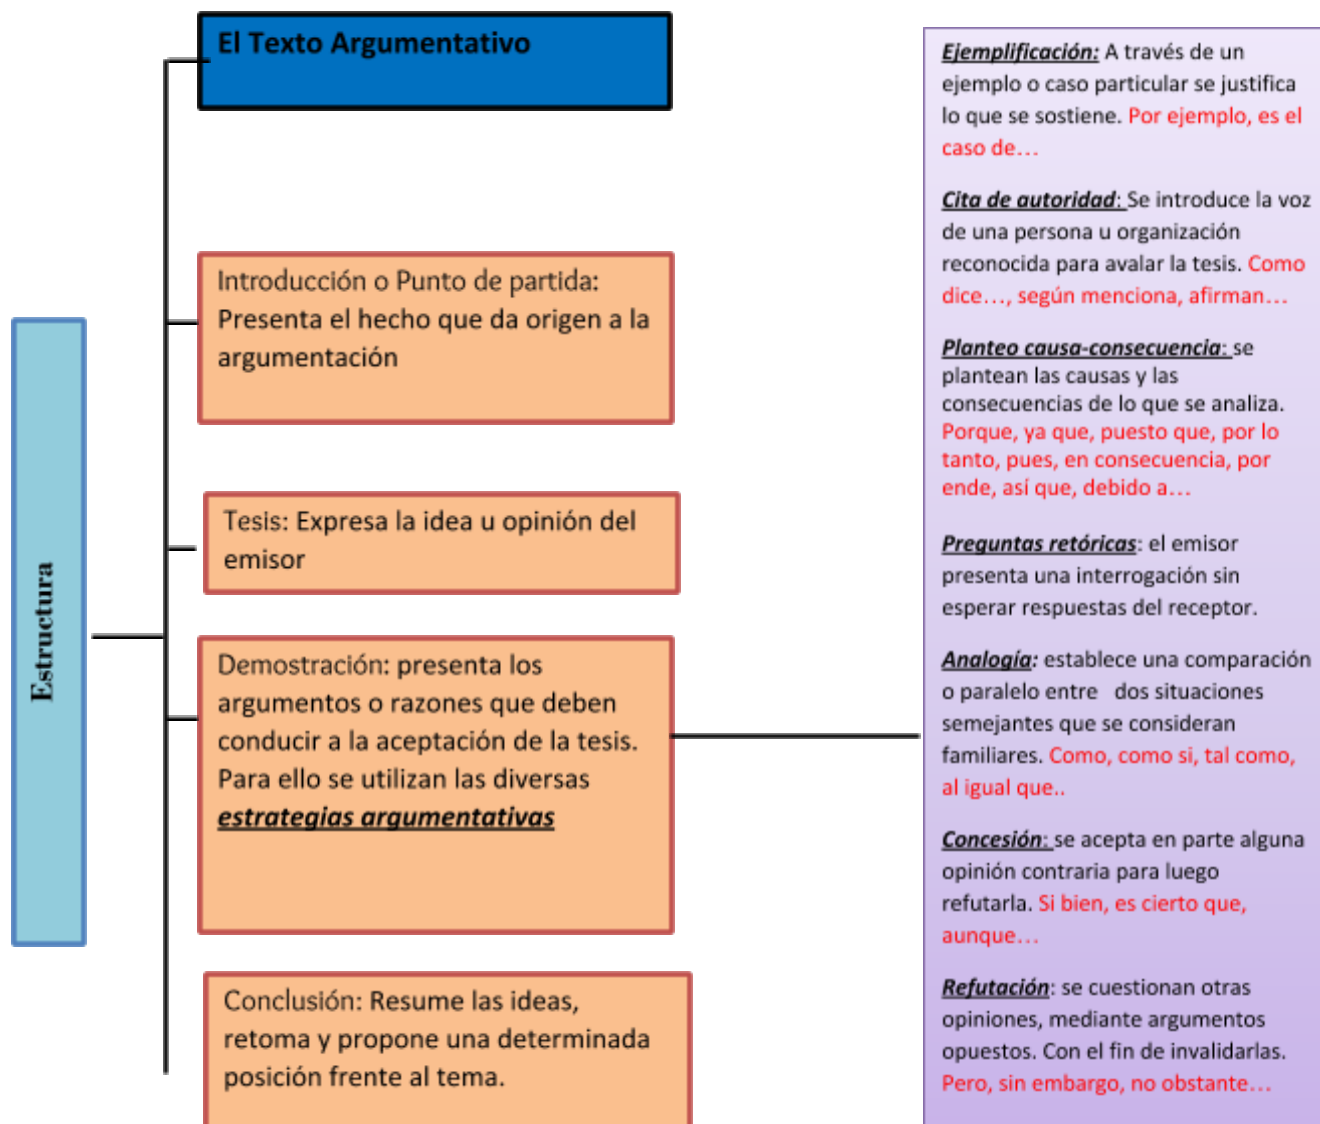 El Texto Argumentativo
Introducción o Punto de partida:
Presenta el hecho que da origen a la
argumentación
Estructura
Tesis: Expresa la idea u opinión del
emisor
Demostración: presenta los
argumentos o razones que deben
conducir a la aceptación de la tesis.
Para ello se utilizan las diversas
estrategias argumentativas
Conclusión: Resume las ideas,
retoma y propone una determinada
posición frente al tema.
Ejemplificación: A través de un
ejemplo o caso particular se justifica
lo que se sostiene. Por ejemplo, es el
caso de…
Cita de autoridad: Se introduce la voz
de una persona u organización
reconocida para avalar la tesis. Como
dice…, según menciona, afirman…
Planteo causa-consecuencia: se
plantean las causas y las
consecuencias de lo que se analiza.
Porque, ya que, puesto que, por lo
tanto, pues, en consecuencia, por
ende, así que, debido a…
Preguntas retóricas: el emisor
presenta una interrogación sin
esperar respuestas del receptor.
Analogía: establece una comparación
o paralelo entre dos situaciones
semejantes que se consideran
familiares. Como, como si, tal como,
al igual que..
Concesión: se acepta en parte alguna
opinión contraria para luego
refutarla. Si bien, es cierto que,
aunque…
Refutación: se cuestionan otras
opiniones, mediante argumentos
opuestos. Con el fin de invalidarlas.
Pero, sin embargo, no obstante…